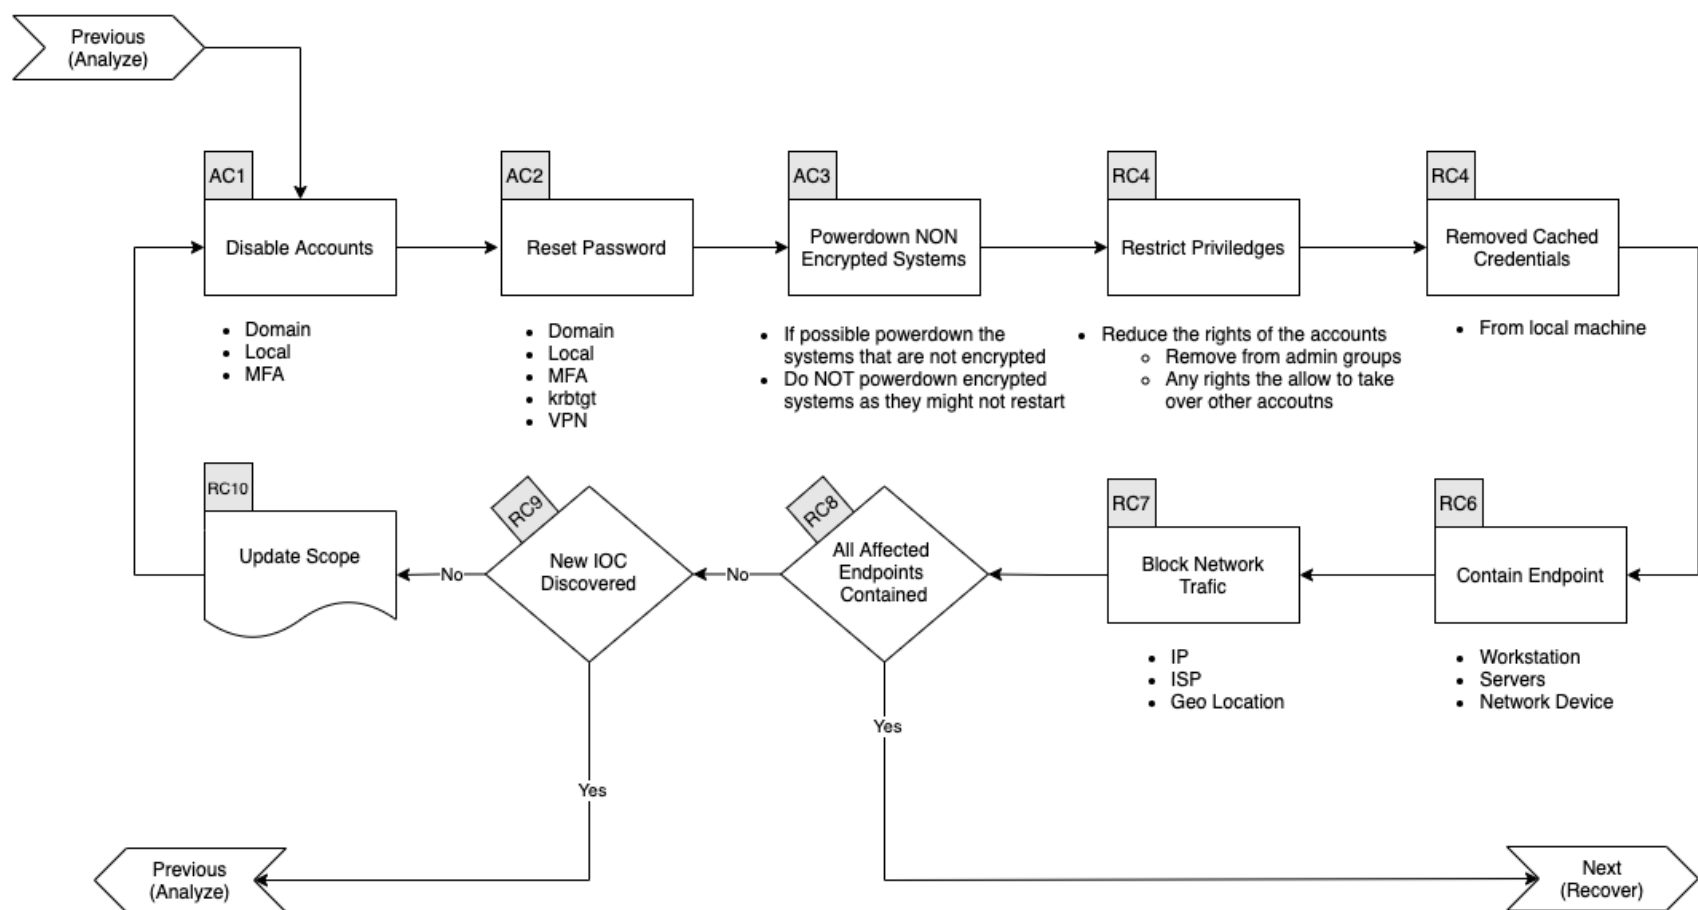 Previous
(Analyze)
AC1
Disable Accounts
• Domain
• Local
• MFA
AC2
Reset Password
• Domain
• Local
• MFA
• krbtgt
• VPN
AC3
Powerdown NON
Encrypted Systems
• If possible powerdown the
systems that are not encrypted
• Do NOT powerdown encrypted
systems as they might not restart
RC4
Restrict Priviledges
• Reduce the rights of the accounts
○ Remove from admin groups
○ Any rights the allow to take
over other accoutns
RC4
Removed Cached
Credentials
• From local machine
RC6
Contain Endpoint
• Workstation
• Servers
• Network Device
RC7
Block Network
Trafic
• IP
• ISP
• Geo Location
RC8
All Affected
Endpoints
Contained
No
Yes
RC9
New IOC
Discovered
No
Yes
RC10
Update Scope
Previous
(Analyze)
Next
(Recover)